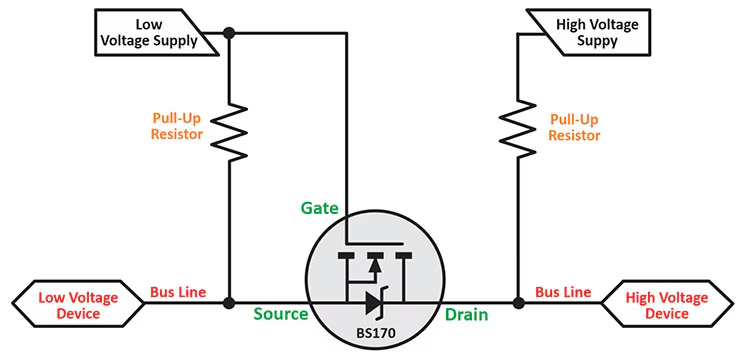 Low
Voltage Supply
High Voltage
Suppy
Pull-Up
Resistor
Pull-Up
Resistor
Gate
Low Voltage
Device
Bus Line
Source
BS170
Drain
Bus Line
High Voltage
Device